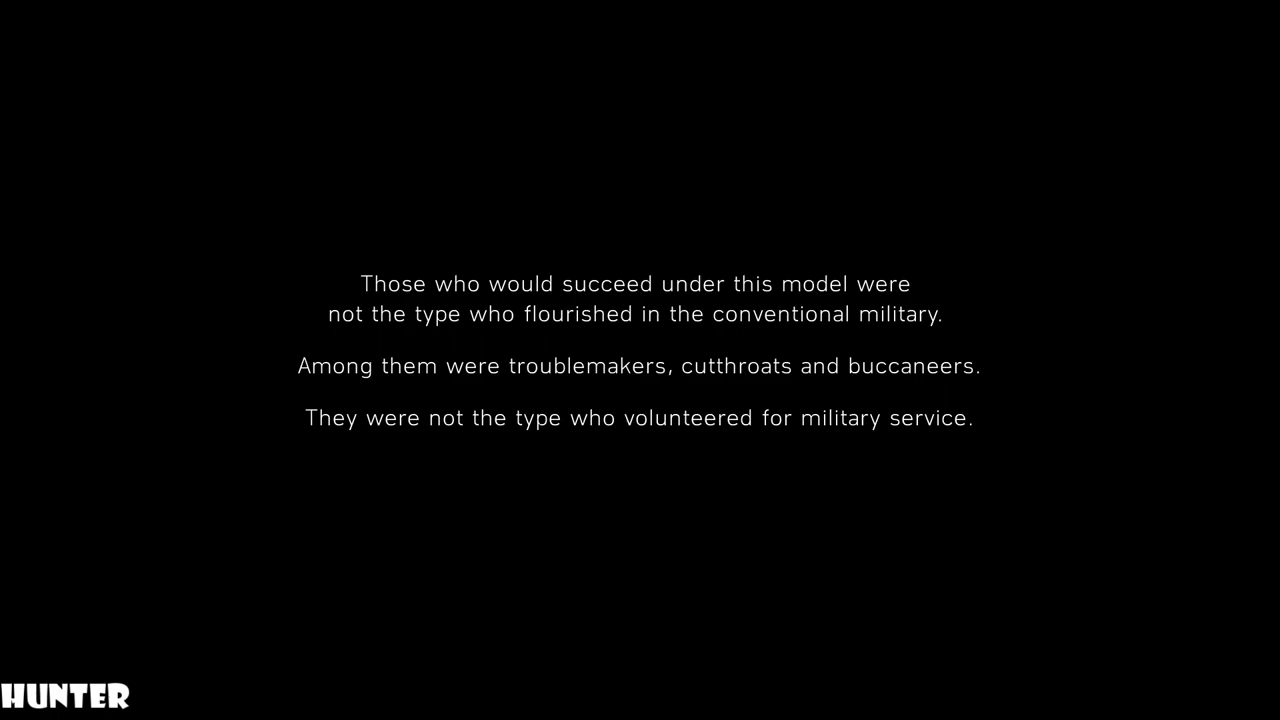 Those who would succeed under this model were
not the type who flourished in the conventional military.
Among them were troublemakers, cutthroats and buccaneers.
They were not the type who volunteered for military service.
HUNTER